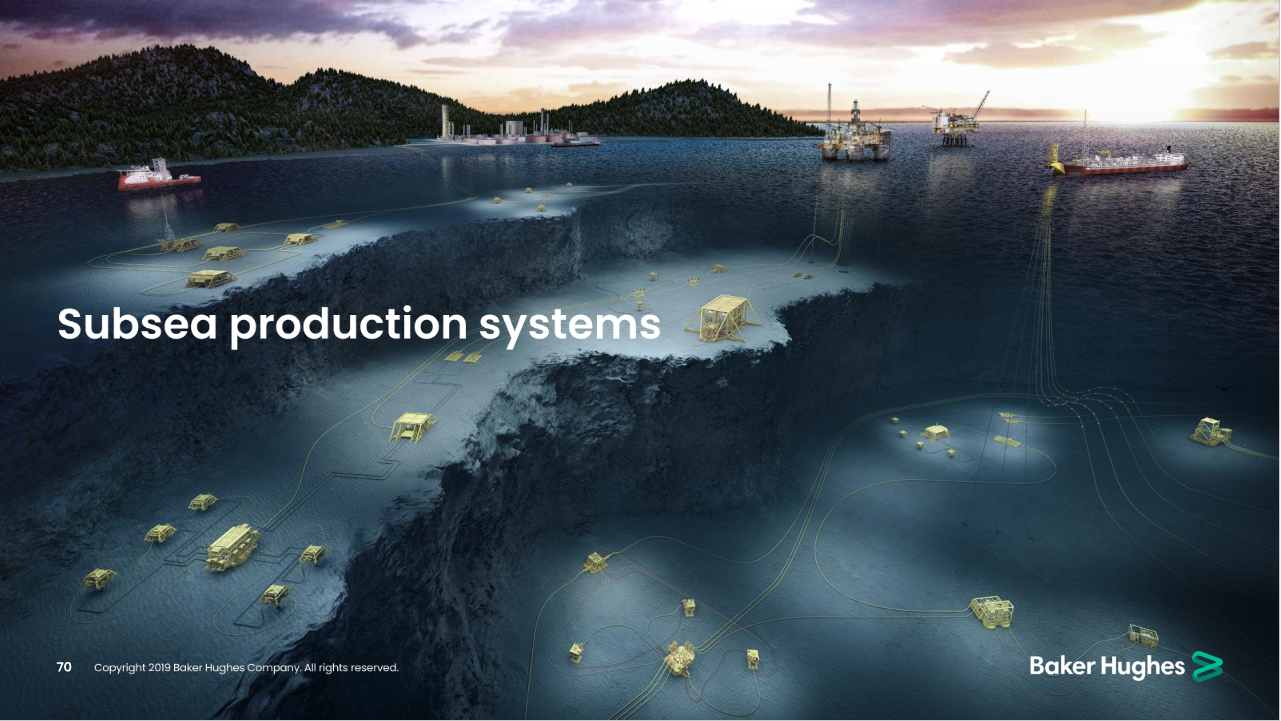 Subsea production systems
70 Copyright 2019 Baker Hughes Company. All rights reserved.
Baker Hughes